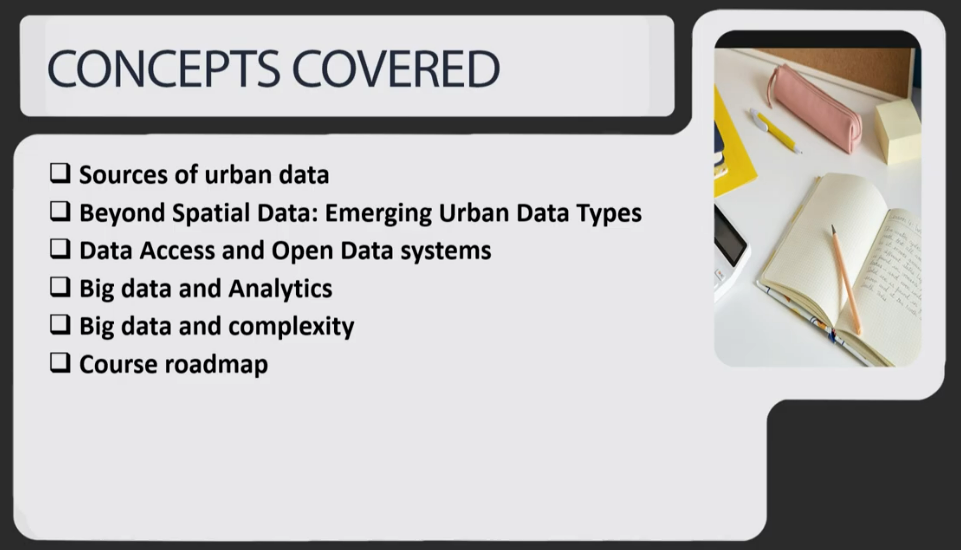 CONCEPTS COVERED
❑ Sources of urban data
❑ Beyond Spatial Data: Emerging Urban Data Types
❑ Data Access and Open Data systems
❑ Big data and Analytics
❑ Big data and complexity
❑ Course roadmap